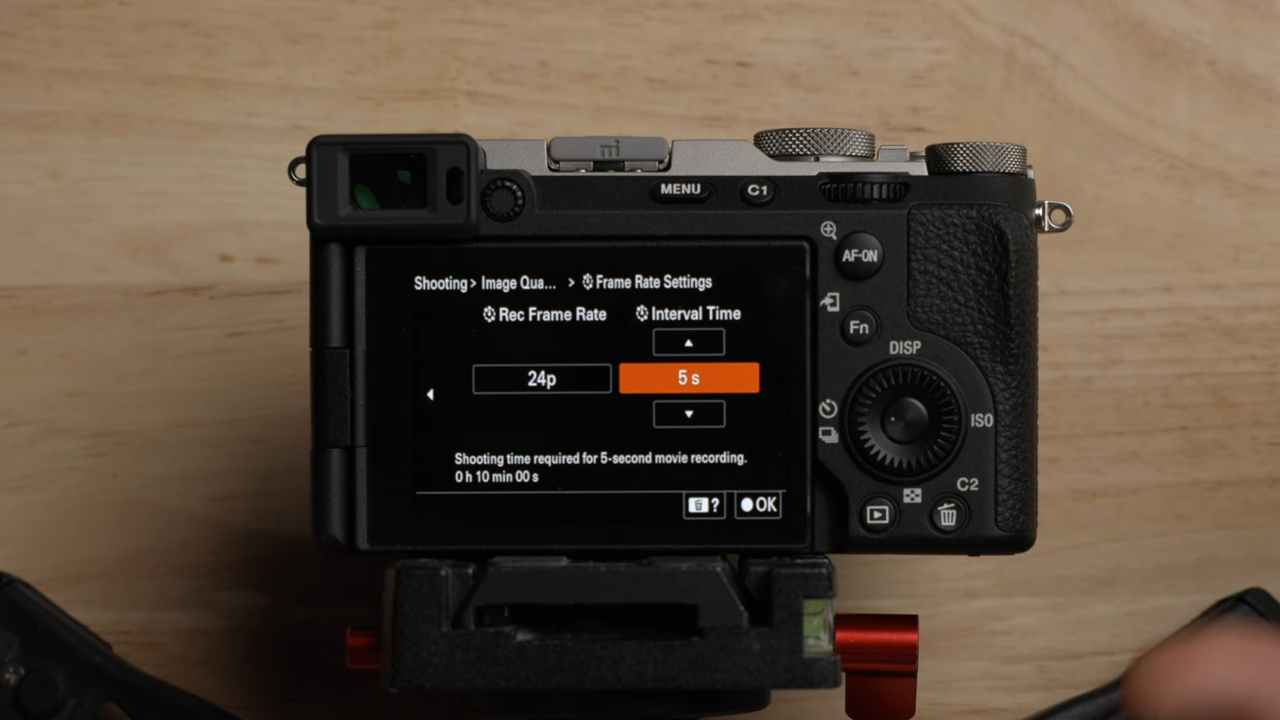 MENU
C1
AF-ON
Shooting> Image Qua... > Frame Rate Settings
Rec Frame Rate
Interval Time
24p
5 s
Fn
DISP
ISO
Shooting time required for 5-second movie recording.
0 h 10 min 00 s
? OK
C2